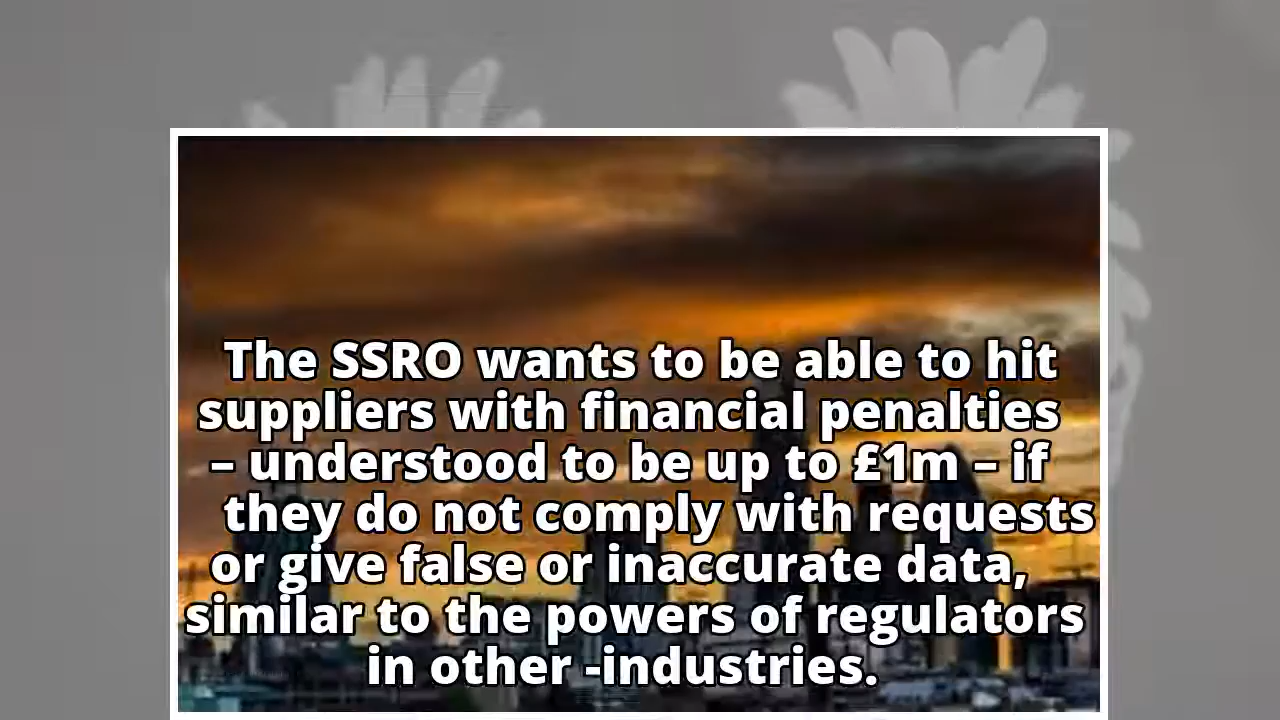 The SSRO wants to be able to hit
suppliers with financial penalties
– understood to be up to £1m – if
they do not comply with requests
or give false or inaccurate data,
similar to the powers of regulators
in other -industries.